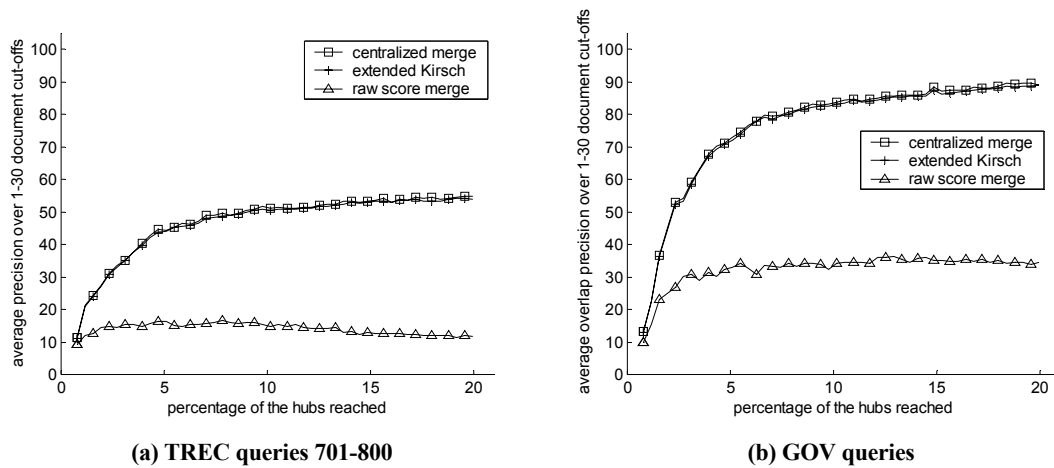 100
90
80
70
60
50
40
30
20
10
0
0 5 10 15 20
average precision over 1-30 document cut-offs
percentage of the hubs reached
centralized merge
extended Kirsch
raw score merge
(a) TREC queries 701-800
100
90
80
70
60
50
40
30
20
10
0
0 5 10 15 20
average overlap precision over 1-30 document cut-offs
percentage of the hubs reached
centralized merge
extended Kirsch
raw score merge
(b) GOV queries